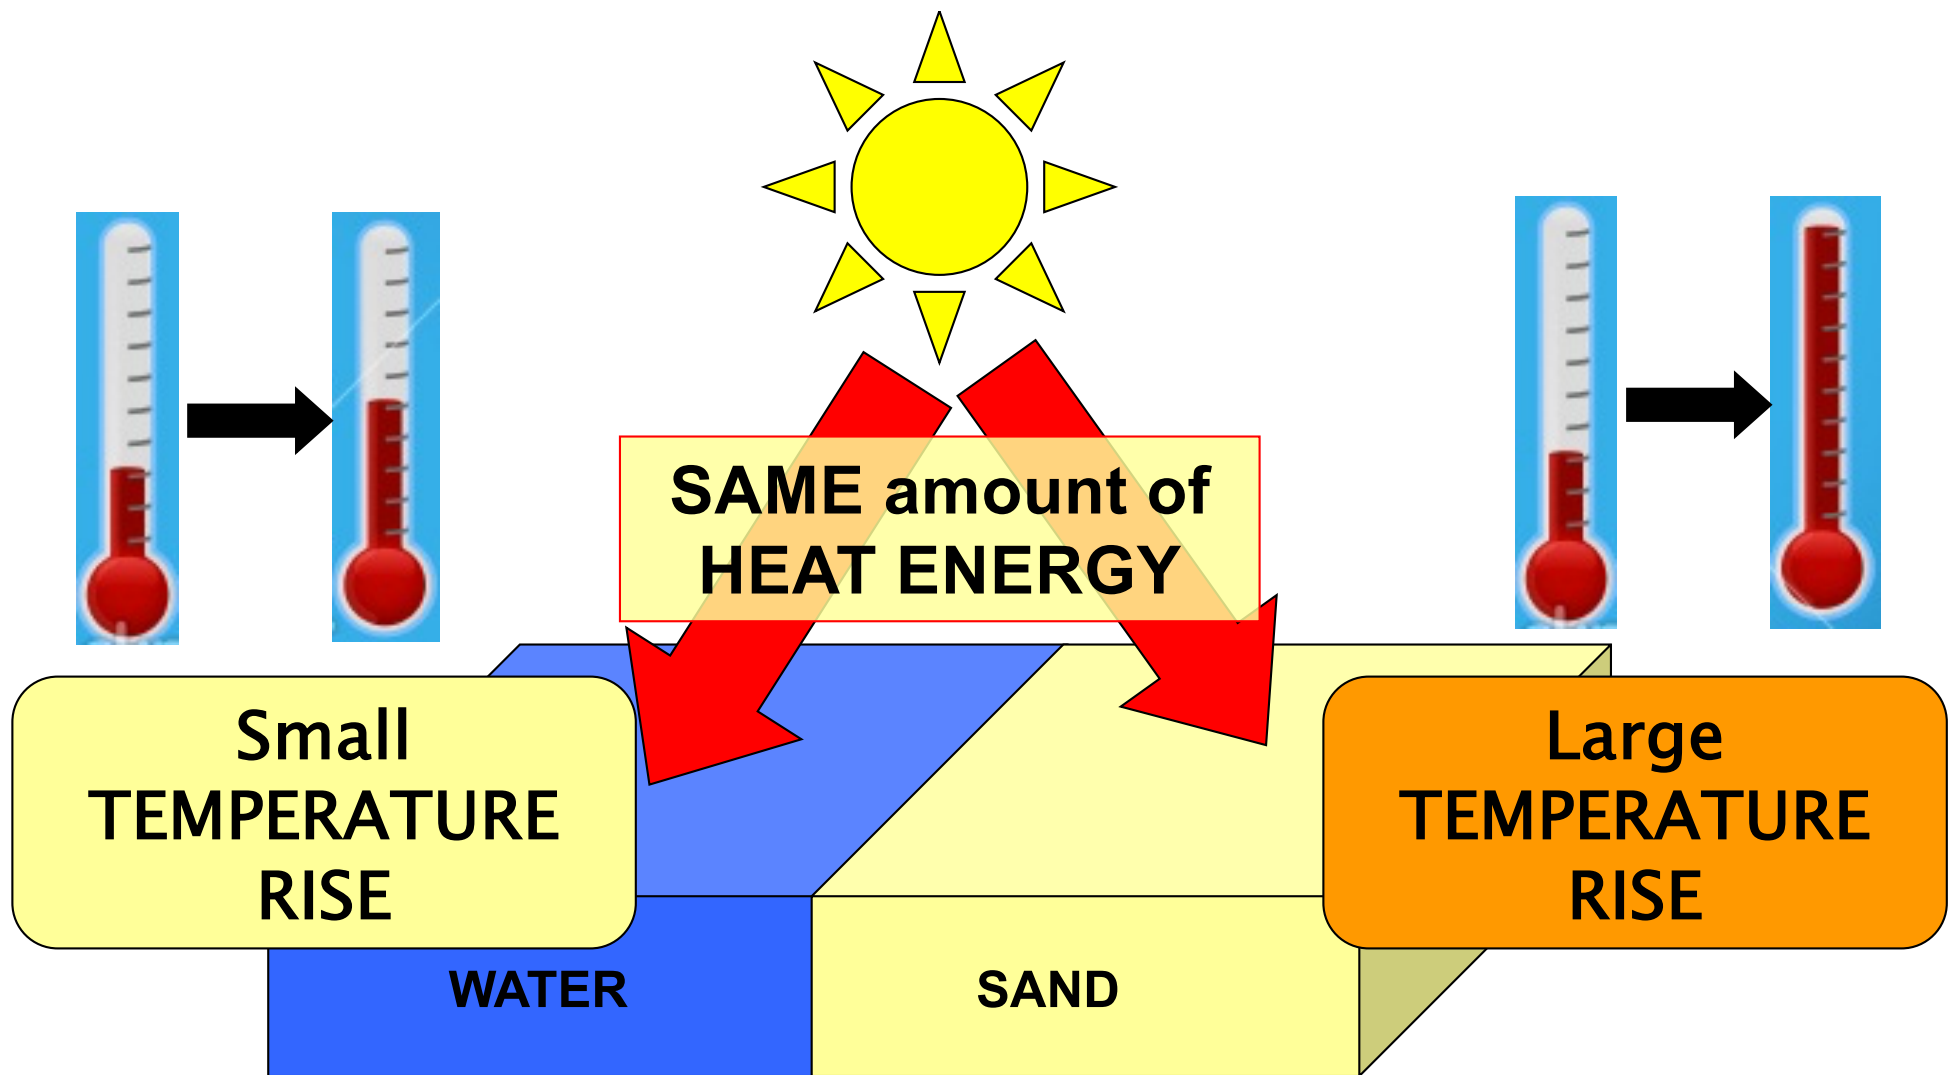 SAME amount of
HEAT ENERGY
Small
TEMPERATURE
RISE
Large
TEMPERATURE
RISE
WATER
SAND